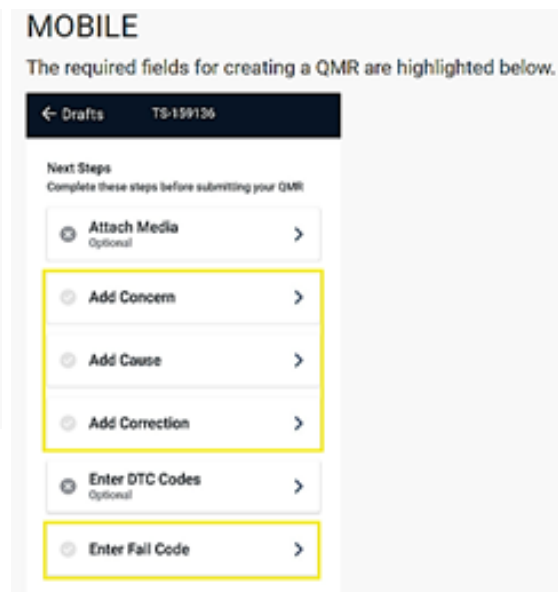 MOBILE
The required fields for creating a QMR are highlighted below.
← Drafts TS-159136
Next Steps
Complete these steps before submitting your QMR
Attach Media
Optional
Add Concern
Add Cause
Add Correction
Enter DTC Codes
Optional
Enter Fail Code